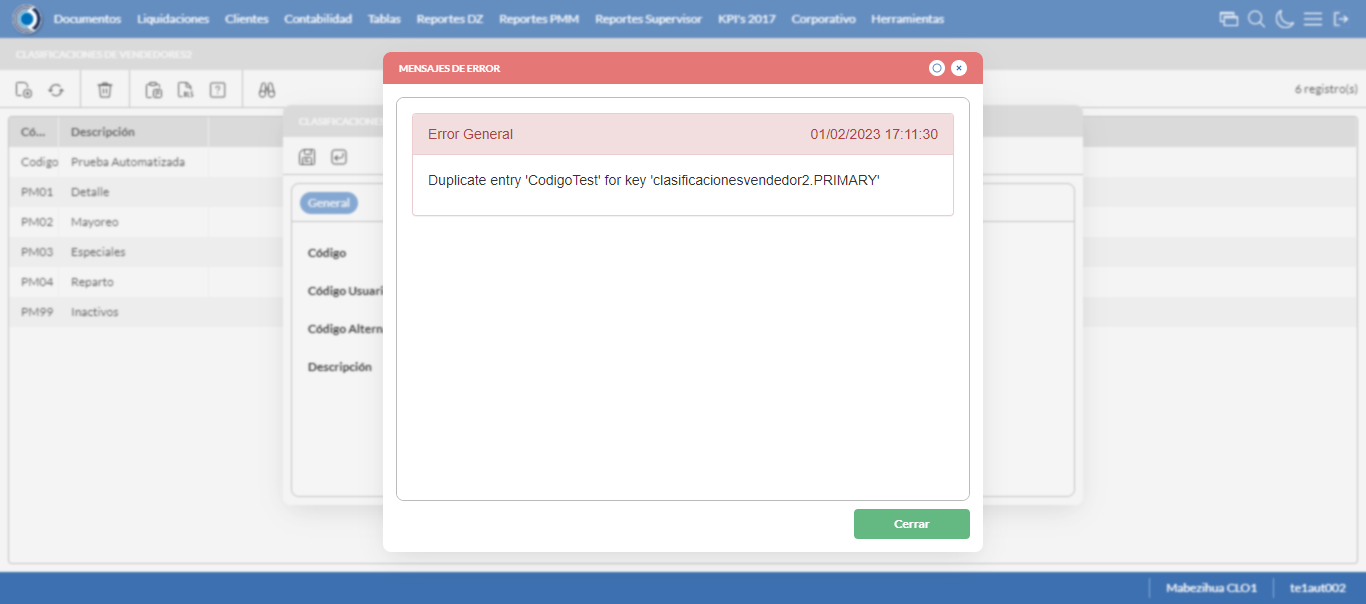 Documentos Liquidaciones Clientes Contabilidad Tablas Reportes DZ Reportes PMM Reportes Supervisor KPI's 2017 Corporativo Herramientas
CLASIFICACIONES DE VENDEDORES2
MENSAJES DE ERROR
6 registro(s)
Error General 01/02/2023 17:11:30
Duplicate entry 'CodigoTest' for key 'clasificacionesvendedor2.PRIMARY'
CLASIFICACIONES
Có... Descripción
Codigo Prueba Automatizada
PM01 Detalle
PM02 Mayoreo
PM03 Especiales
PM04 Reparto
PM99 Inactivos
General
Código
Código Usuari
Código Altern
Descripción
Cerrar
Mabezihua CLO1 te1aut002